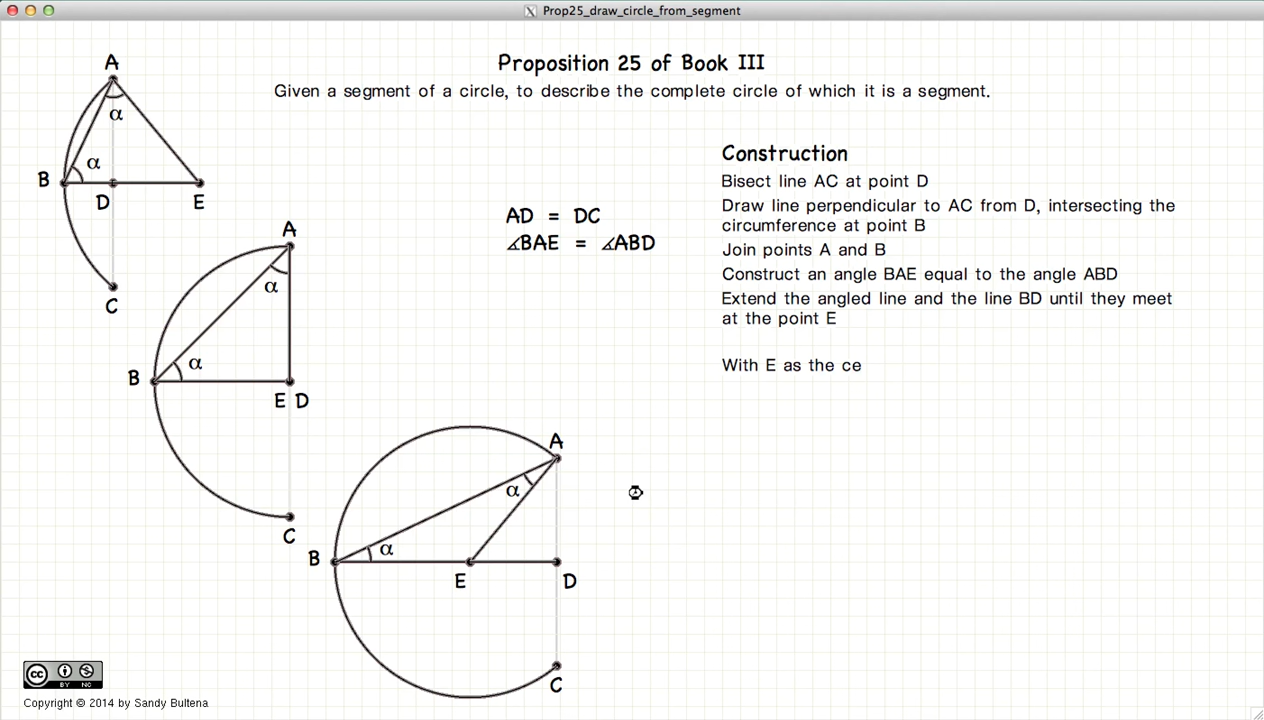 Prop25_draw_circle_from_segment
Proposition 25 of Book III
Given a segment of a circle, to describe the complete circle of which it is a segment.
A
α
B
α
D
E
C
AD = DC
∡BAE = ∡ABD
Construction
Bisect line AC at point D
Draw line perpendicular to AC from D, intersecting the
circumference at point B
Join points A and B
Construct an angle BAE equal to the angle ABD
Extend the angled line and the line BD until they meet
at the point E
With E as the ce
A
α
B
α
E D
C
A
α
B
α
E
D
C
cc
BY NC
Copyright © 2014 by Sandy Bultena